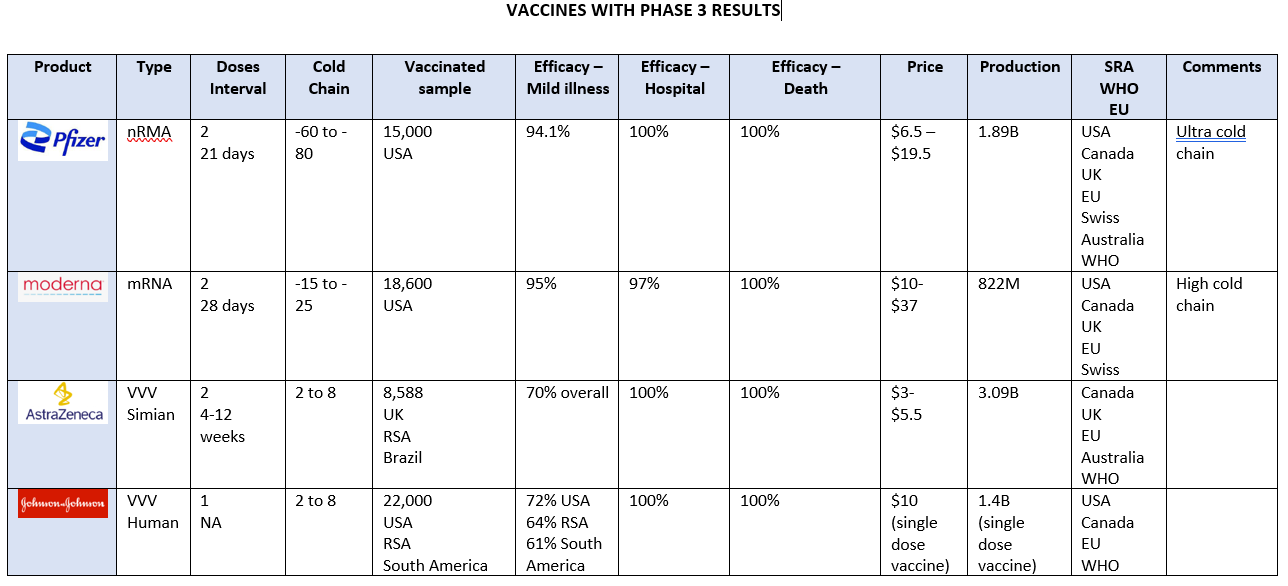 VACCINES WITH PHASE 3 RESULTS
Product
Type
Doses
Interval
Cold
Chain
Vaccinated
sample
Efficacy –
Mild illness
Efficacy –
Hospital
Efficacy –
Death
Price
Production
SRA
WHO
EU
Comments
Pfizer
nRMA
2
21 days
-60 to -
80
15,000
USA
94.1%
100%
100%
$6.5 –
$19.5
1.89B
USA
Canada
UK
EU
Swiss
Australia
WHO
Ultra cold
chain
moderna
mRNA
2
28 days
-15 to -
25
18,600
USA
95%
97%
100%
$10-
$37
822M
USA
Canada
UK
EU
Swiss
High cold
chain
AstraZeneca
VVV
Simian
2
4-12
weeks
2 to 8
8,588
UK
RSA
Brazil
70% overall
100%
100%
$3-
$5.5
3.09B
Canada
UK
EU
Australia
WHO
Johnson-Johnson
VVV
Human
1
NA
2 to 8
22,000
USA
RSA
South America
72% USA
64% RSA
61% South
America
100%
100%
$10
(single
dose
vaccine)
1.4B
(single
dose
vaccine)
USA
Canada
EU
WHO